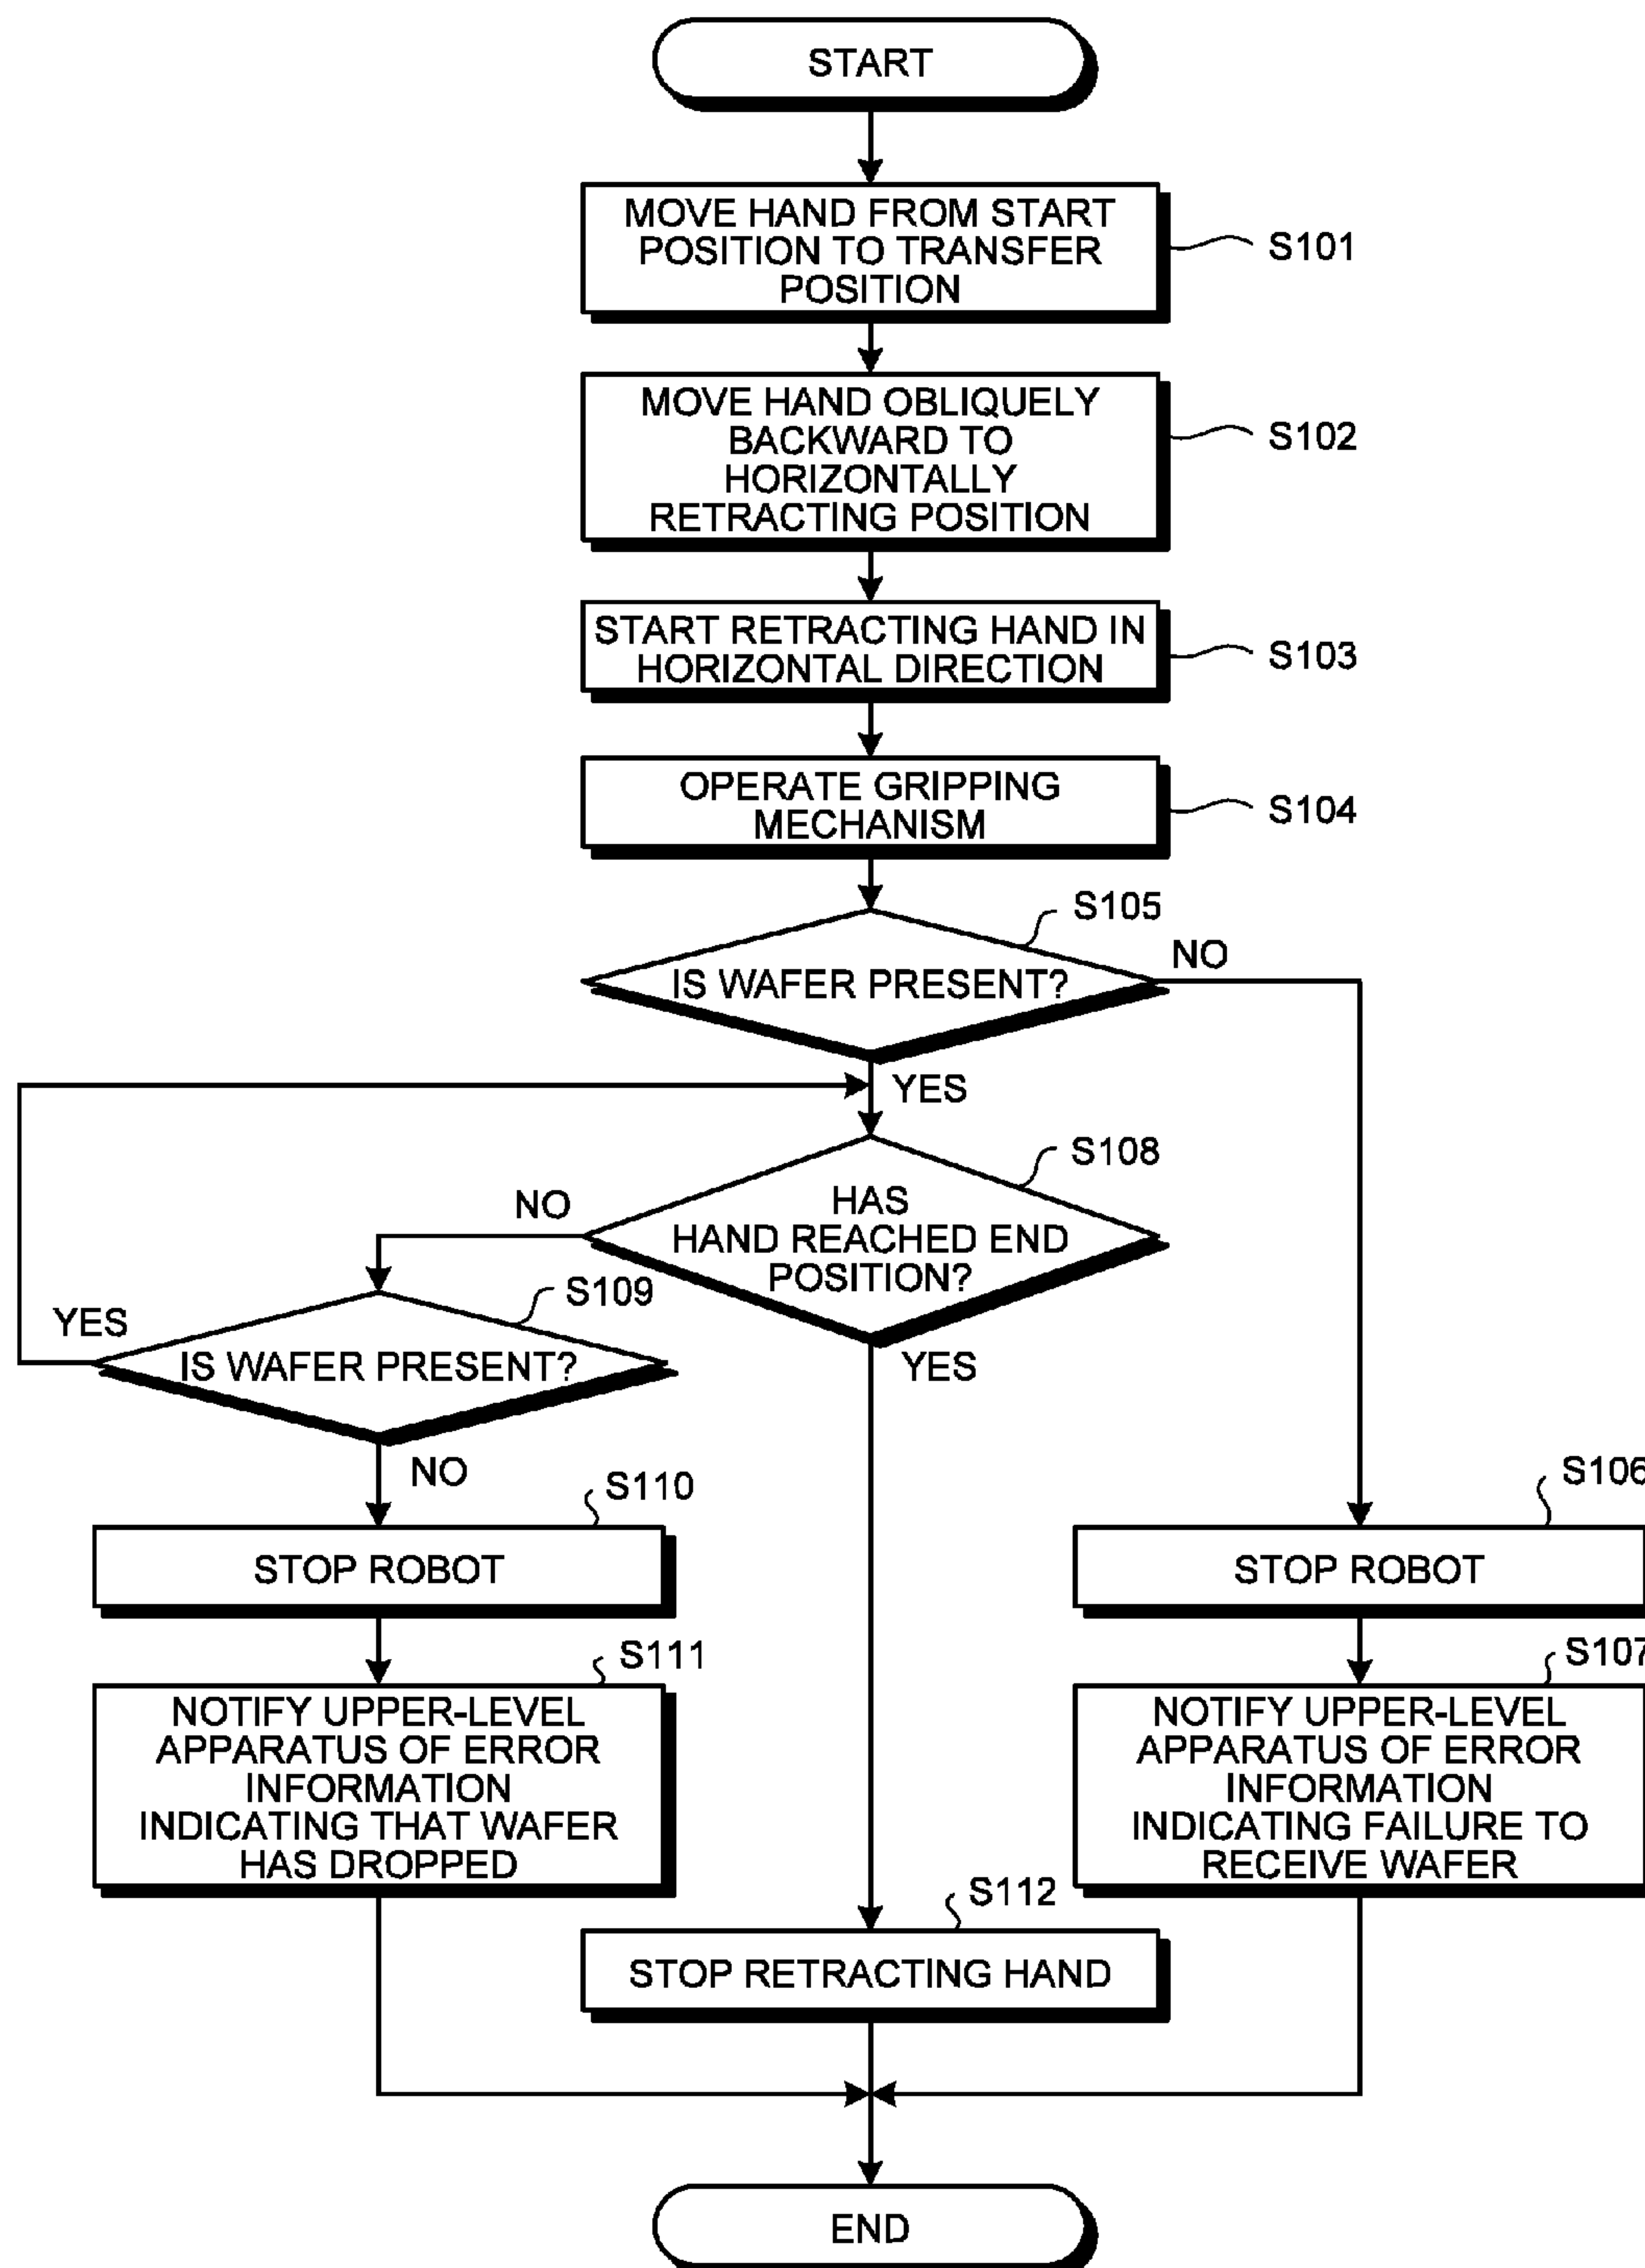 START
MOVE HAND FROM START
POSITION TO TRANSFER
POSITION
S101
MOVE HAND OBLIQUELY
BACKWARD TO
HORIZONTALLY
RETRACTING POSITION
S102
START RETRACTING HAND IN
HORIZONTAL DIRECTION
S103
OPERATE GRIPPING
MECHANISM
S104
S105
IS WAFER PRESENT?
NO
YES
S108
HAS
HAND REACHED END
POSITION?
NO
YES
S109
IS WAFER PRESENT?
YES
NO
S110
STOP ROBOT
S111
NOTIFY UPPER-LEVEL
APPARATUS OF ERROR
INFORMATION
INDICATING THAT WAFER
HAS DROPPED
S106
STOP ROBOT
S107
NOTIFY UPPER-LEVEL
APPARATUS OF ERROR
INFORMATION
INDICATING FAILURE TO
RECEIVE WAFER
S112
STOP RETRACTING HAND
END